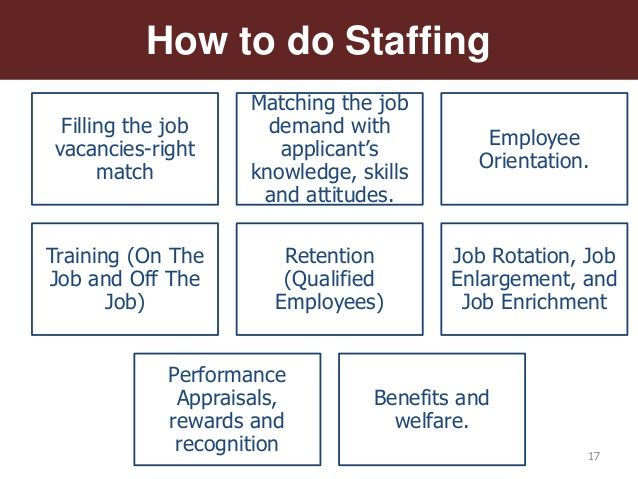 How to do Staffing
Filling the job
vacancies-right
match
Matching the job
demand with
applicant’s
knowledge, skills
and attitudes.
Employee
Orientation.
Training (On The
Job and Off The
Job)
Retention
(Qualified
Employees)
Job Rotation, Job
Enlargement, and
Job Enrichment
Performance
Appraisals,
rewards and
recognition
Benefits and
welfare.
17